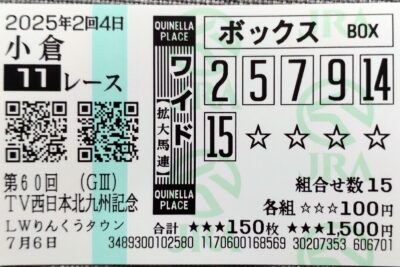 2025年2回4日
小倉
11レース
第60回 (GⅢ)
TV西日本北九州記念
LWりんくうタウン
7月6日
QUINELLA PLACE
ワイド
【拡大馬連】
QUINELLA PLACE
ボックス BOX
2 5 7 9 14
15 ☆ ☆ ☆ ☆
JRA
JRA
組合せ数15
各組 ☆☆☆100円
合計 ★★★150枚 ★★★1,500円
3489300102580 1170600168569 30207353 606701